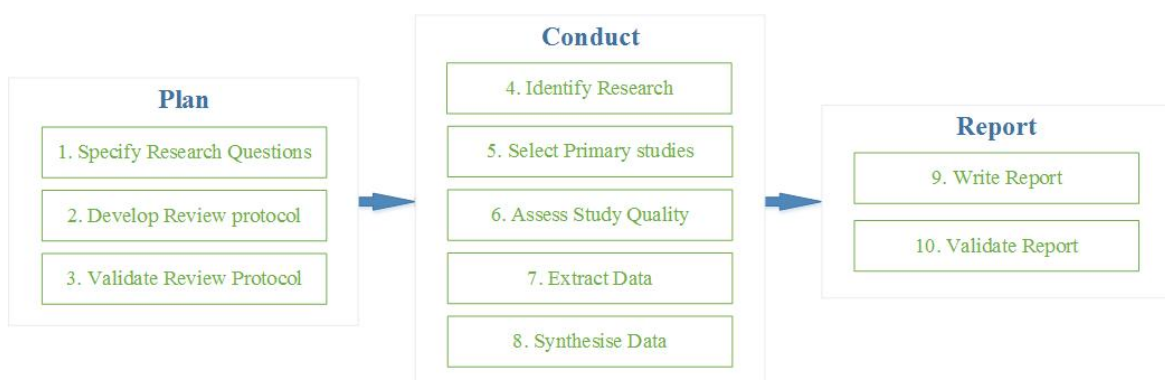 Plan
1. Specify Research Questions
2. Develop Review protocol
3. Validate Review Protocol
Conduct
4. Identify Research
5. Select Primary studies
6. Assess Study Quality
7. Extract Data
8. Synthesise Data
Report
9. Write Report
10. Validate Report